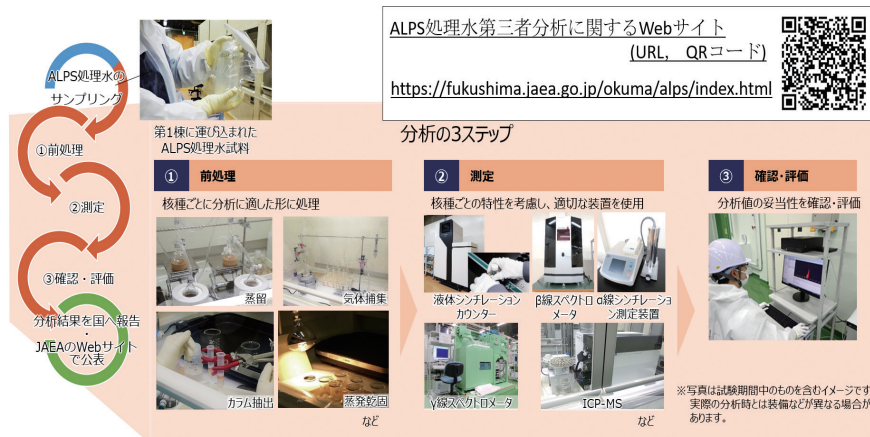 ALPS処理水第三者分析に関するWebサイト
(URL, QRコード)
https://fukushima.jaea.go.jp/okuma/alps/index.html
ALPS処理水の
サンプリング
①前処理
②測定
③確認・評価
分析結果を国へ報告
・
JAEAのWebサイト
で公表
第1棟に運び込まれた
ALPS処理水試料
分析の3ステップ
① 前処理
核種ごとに分析に適した形に処理
蒸留
気体捕集
カラム抽出
蒸発乾固
など
② 測定
核種ごとの特性を考慮し、適切な装置を使用
液体シンチレーション
カウンター
β線スペクトロ
メータ
α線シンチレーショ
ン測定装置
γ線スペクトロメータ
ICP-MS
など
③ 確認・評価
分析値の妥当性を確認・評価
※写真は試験期間中のものを含むイメージです
実際の分析時とは装備などが異なる場合が
あります。